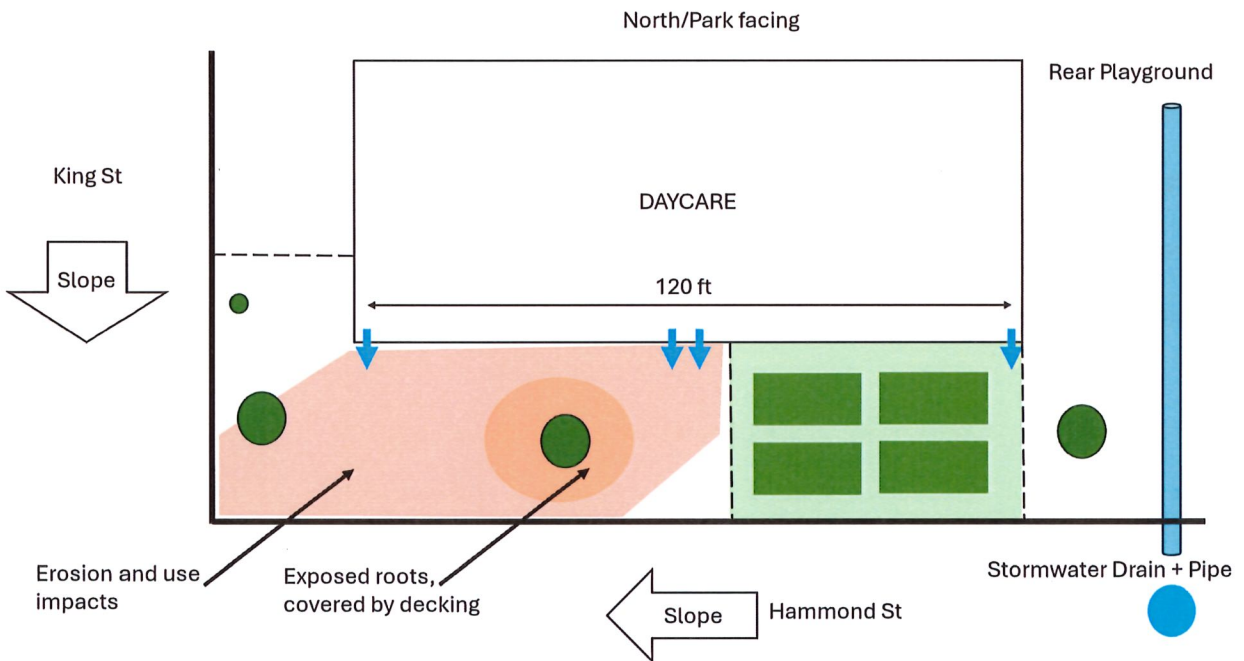 North/Park facing
Rear Playground
King St
DAYCARE
Slope
120 ft
Erosion and use
impacts
Exposed roots,
covered by decking
Stormwater Drain + Pipe
Slope
Hammond St